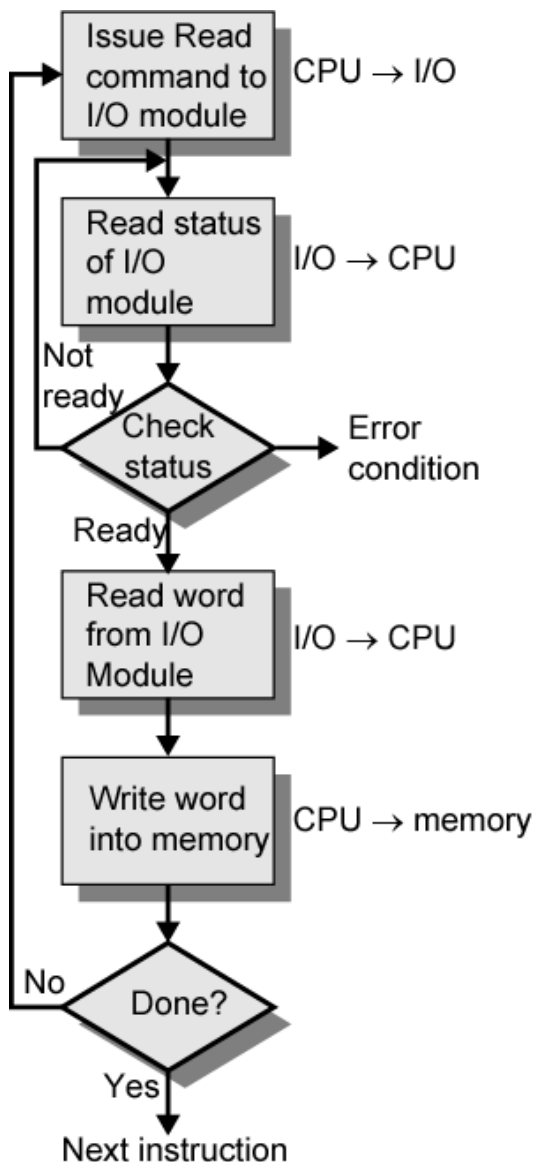 Issue Read
command to
I/O module
CPU → I/O
Read status
of I/O
module
I/O → CPU
Not
ready
Check
status
Error
condition
Ready
Read word
from I/O
Module
I/O → CPU
Write word
into memory
CPU → memory
No
Done?
Yes
Next instruction